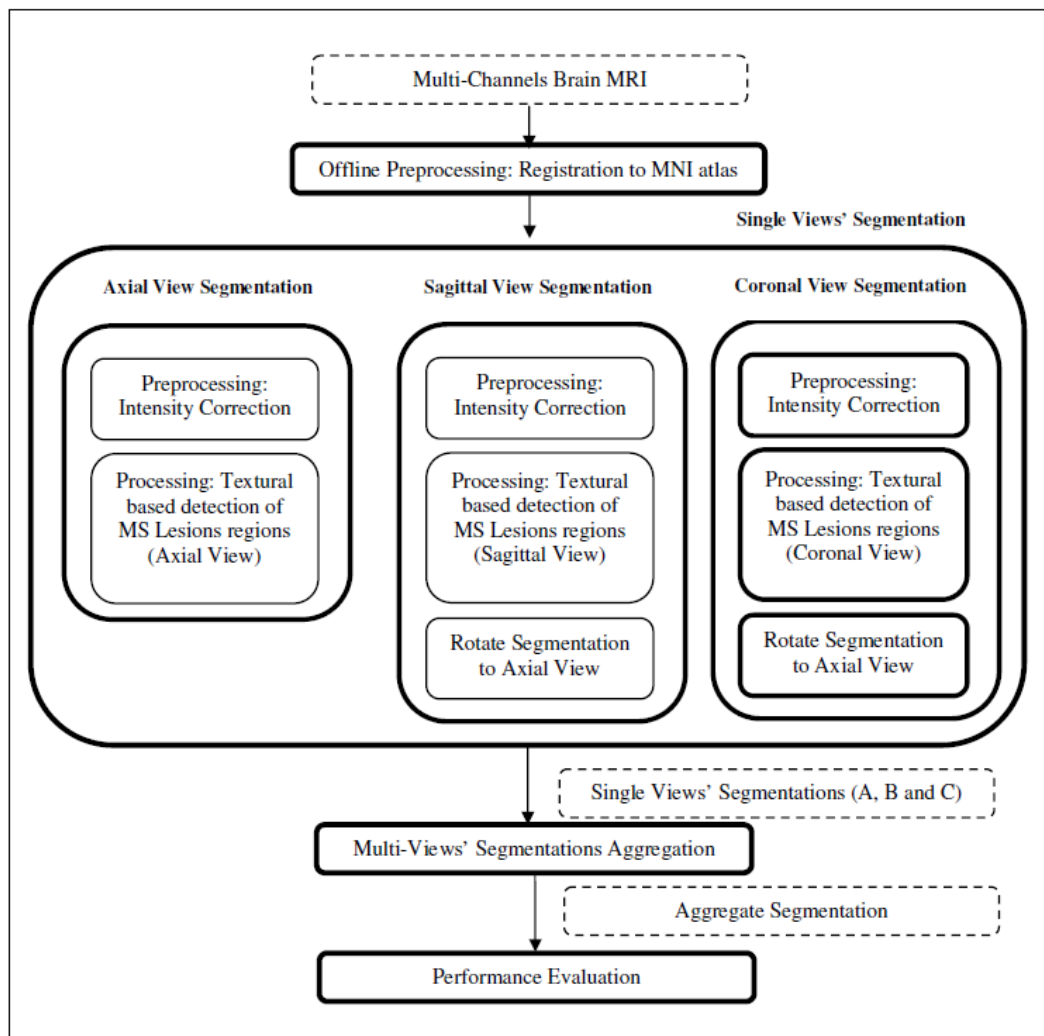 Multi-Channels Brain MRI
Offline Preprocessing: Registration to MNI atlas
Single Views' Segmentation
Axial View Segmentation
Preprocessing:
Intensity Correction
Processing: Textural
based detection of
MS Lesions regions
(Axial View)
Sagittal View Segmentation
Preprocessing:
Intensity Correction
Processing: Textural
based detection of
MS Lesions regions
(Sagittal View)
Rotate Segmentation
to Axial View
Coronal View Segmentation
Preprocessing:
Intensity Correction
Processing: Textural
based detection of
MS Lesions regions
(Coronal View)
Rotate Segmentation
to Axial View
Single Views' Segmentations (A, B and C)
Multi-Views' Segmentations Aggregation
Aggregate Segmentation
Performance Evaluation